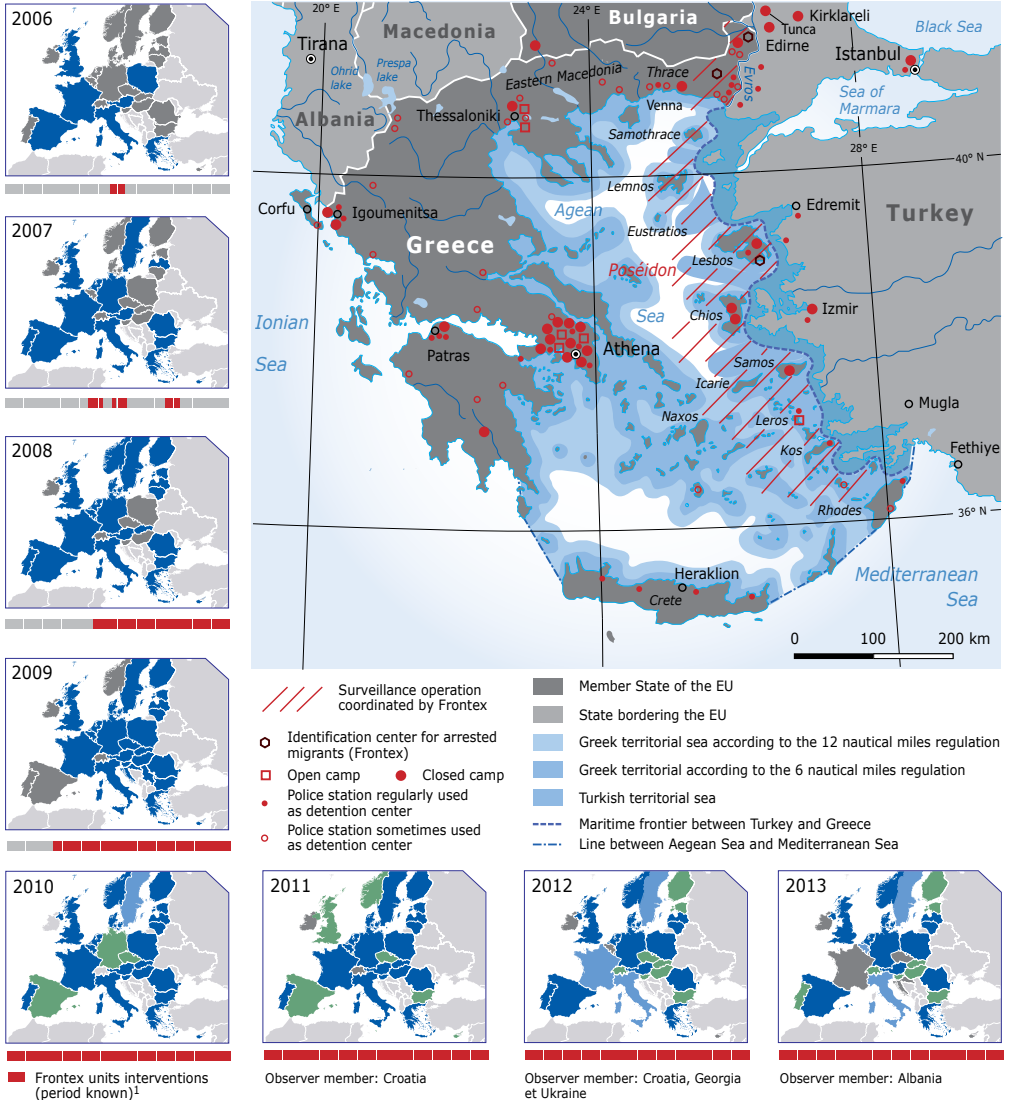 2006
2007
2008
2009
2010
2011
2012
2013
20° E
24° E
Bulgaria
Kirklareli
Tunca
Edirne
Black Sea
Tirana
Macedonia
Istanbul
Ohrid
lake
Prespa
lake
Eastern Macedonia
Thrace
Evros
Sea of
Marmara
Albania
Thessaloniki
Venna
Samothrace
28° E
40° N
Lemnos
Corfu
Igoumenitsa
Agean
Edremit
Turkey
Eustratios
Greece
Lesbos
Poséidon
Ionian
Sea
Sea
Chios
Izmir
Patras
Athena
Samos
Icarie
Naxos
Leros
Mugla
Kos
Fethiye
Rhodes
36° N
Heraklion
Crete
Mediterranean
Sea
0 100 200 km
Surveillance operation
coordinated by Frontex
Identification center for arrested
migrants (Frontex)
Open camp
Closed camp
Police station regularly used
as detention center
Police station sometimes used
as detention center
Member State of the EU
State bordering the EU
Greek territorial sea according to the 12 nautical miles regulation
Greek territorial according to the 6 nautical miles regulation
Turkish territorial sea
Maritime frontier between Turkey and Greece
Line between Aegean Sea and Mediterranean Sea
Frontex units interventions
(period known)1
Observer member: Croatia
Observer member: Croatia, Georgia
et Ukraine
Observer member: Albania